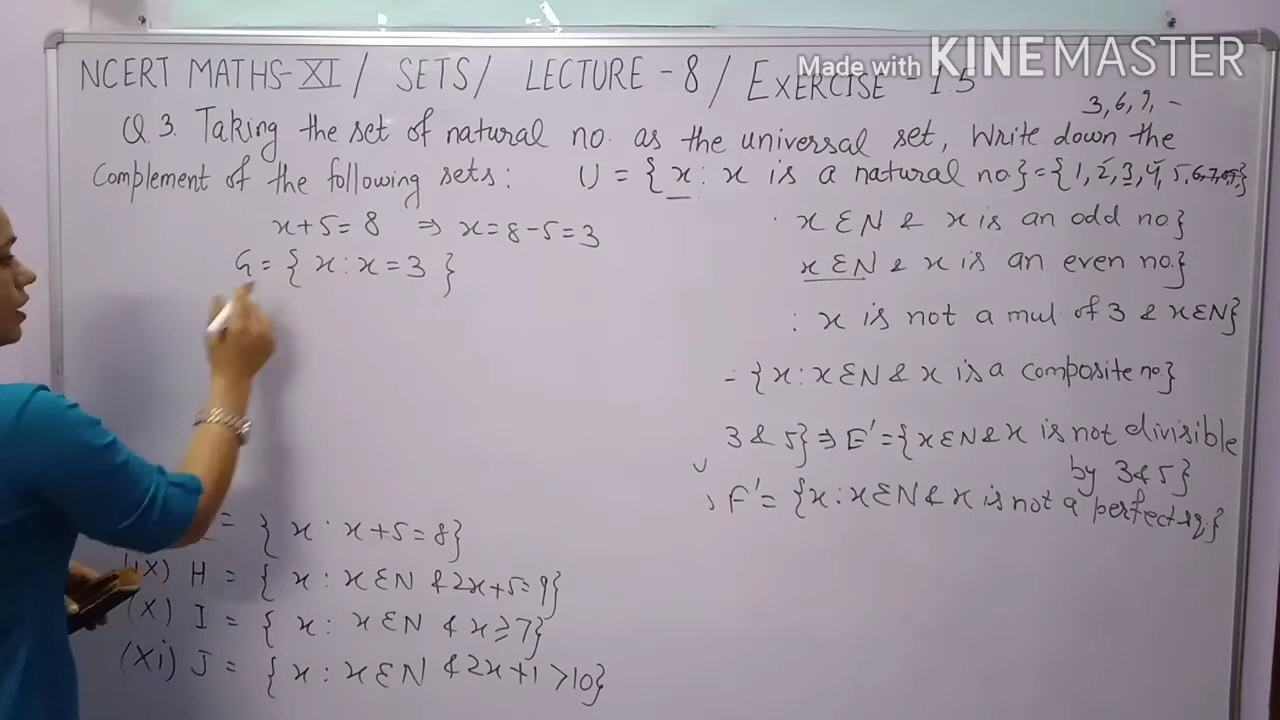 Made with KINEMASTER
NCERT MATHS-XI / SETS / LECTURE - 8 / EXERCISE - 1.5
3, 6, 9, -
Q 3. Taking the set of natural no. as the universal set, Write down the
Complement of the following sets: U = {x : x is a natural no.} = {1, 2, 3, 4, 5, 6, 7,
x+5 = 8 ⇒ x = 8-5 = 3
G = { x : x = 3 }
x ∈ N & x is an odd no.}
x ∈ N & x is an even no.}
: x is not a mul. of 3 & x ∈ N}
= {x : x ∈ N & x is a composite no.}
3 & 5} ⇒ E' = {x ∈ N & x is not divisible
by 3 & 5}
F' = {x : x ∈ N & x is not a perfect sq.}
= { x : x+5 = 8}
(ix) H = { x : x ∈ N & 2x+5 = 9}
(x) I = { x : x ∈ N & x ≥ 7}
(xi) J = { x : x ∈ N & 2x+1 > 10}